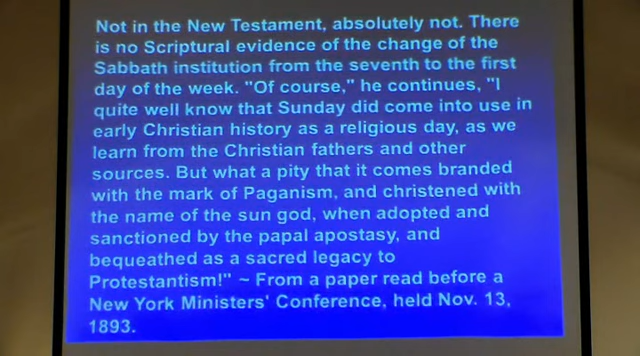 Not in the New Testament, absolutely not. There
is no Scriptural evidence of the change of the
Sabbath institution from the seventh to the first
day of the week. "Of course," he continues, "I
quite well know that Sunday did come into use in
early Christian history as a religious day, as we
learn from the Christian fathers and other
sources. But what a pity that it comes branded
with the mark of Paganism, and christened with
the name of the sun god, when adopted and
sanctioned by the papal apostasy, and
bequeathed as a sacred legacy to
Protestantism!" ~ From a paper read before a
New York Ministers' Conference, held Nov. 13,
1893.